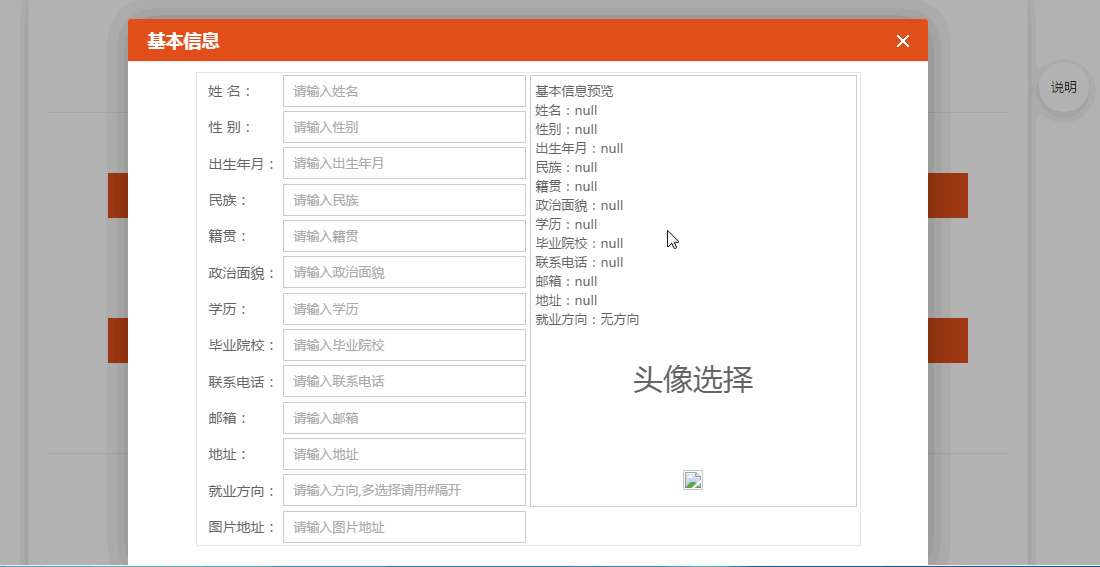 基本信息
说明
姓 名： 请输入姓名
性 别： 请输入性别
出生年月： 请输入出生年月
民族： 请输入民族
籍贯： 请输入籍贯
政治面貌： 请输入政治面貌
学历： 请输入学历
毕业院校： 请输入毕业院校
联系电话： 请输入联系电话
邮箱： 请输入邮箱
地址： 请输入地址
就业方向： 请输入方向,多选择请用#隔开
图片地址： 请输入图片地址
基本信息预览
姓名：null
性别：null
出生年月：null
民族：null
籍贯：null
政治面貌：null
学历：null
毕业院校：null
联系电话：null
邮箱：null
地址：null
就业方向：无方向
头像选择